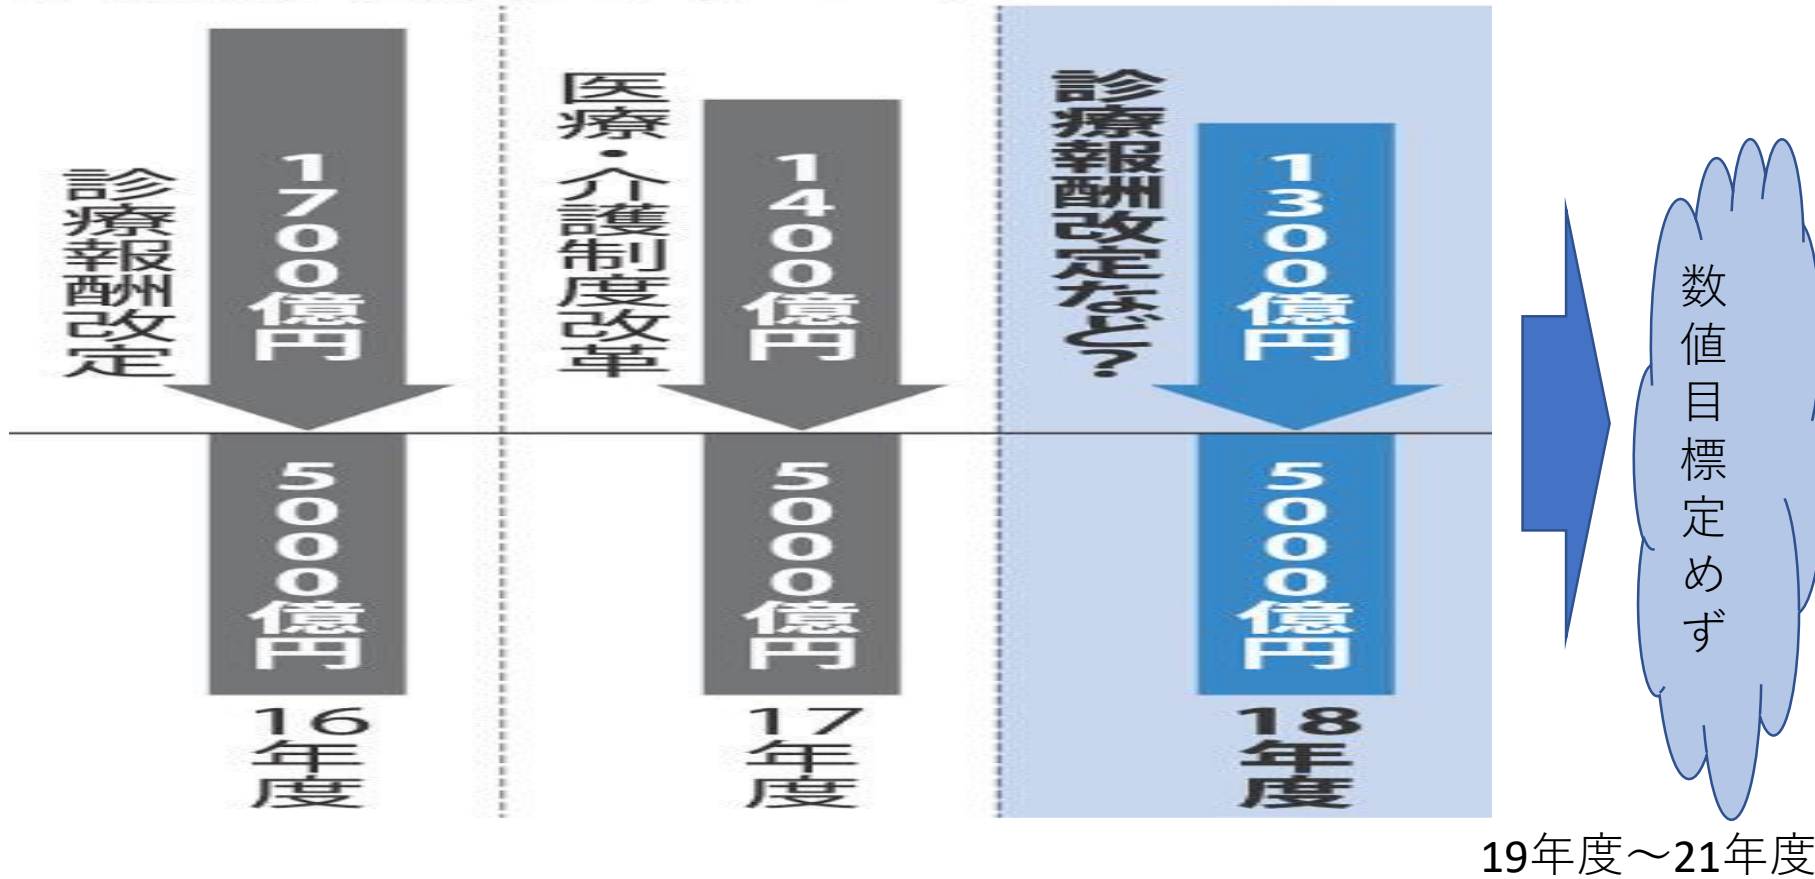 診療報酬改定
1700億円
5000億円
16年度
医療・介護制度改革
1400億円
5000億円
17年度
診療報酬改定など?
1300億円
5000億円
18年度
数値目標定めず
19年度～21年度